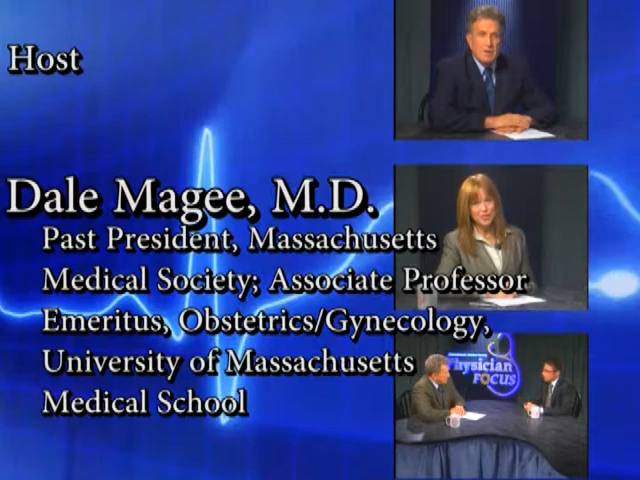 Host
Dale Magee, M.D.
Past President, Massachusetts
Medical Society; Associate Professor
Emeritus, Obstetrics/Gynecology,
University of Massachusetts
Medical School
Physician
FOCUS